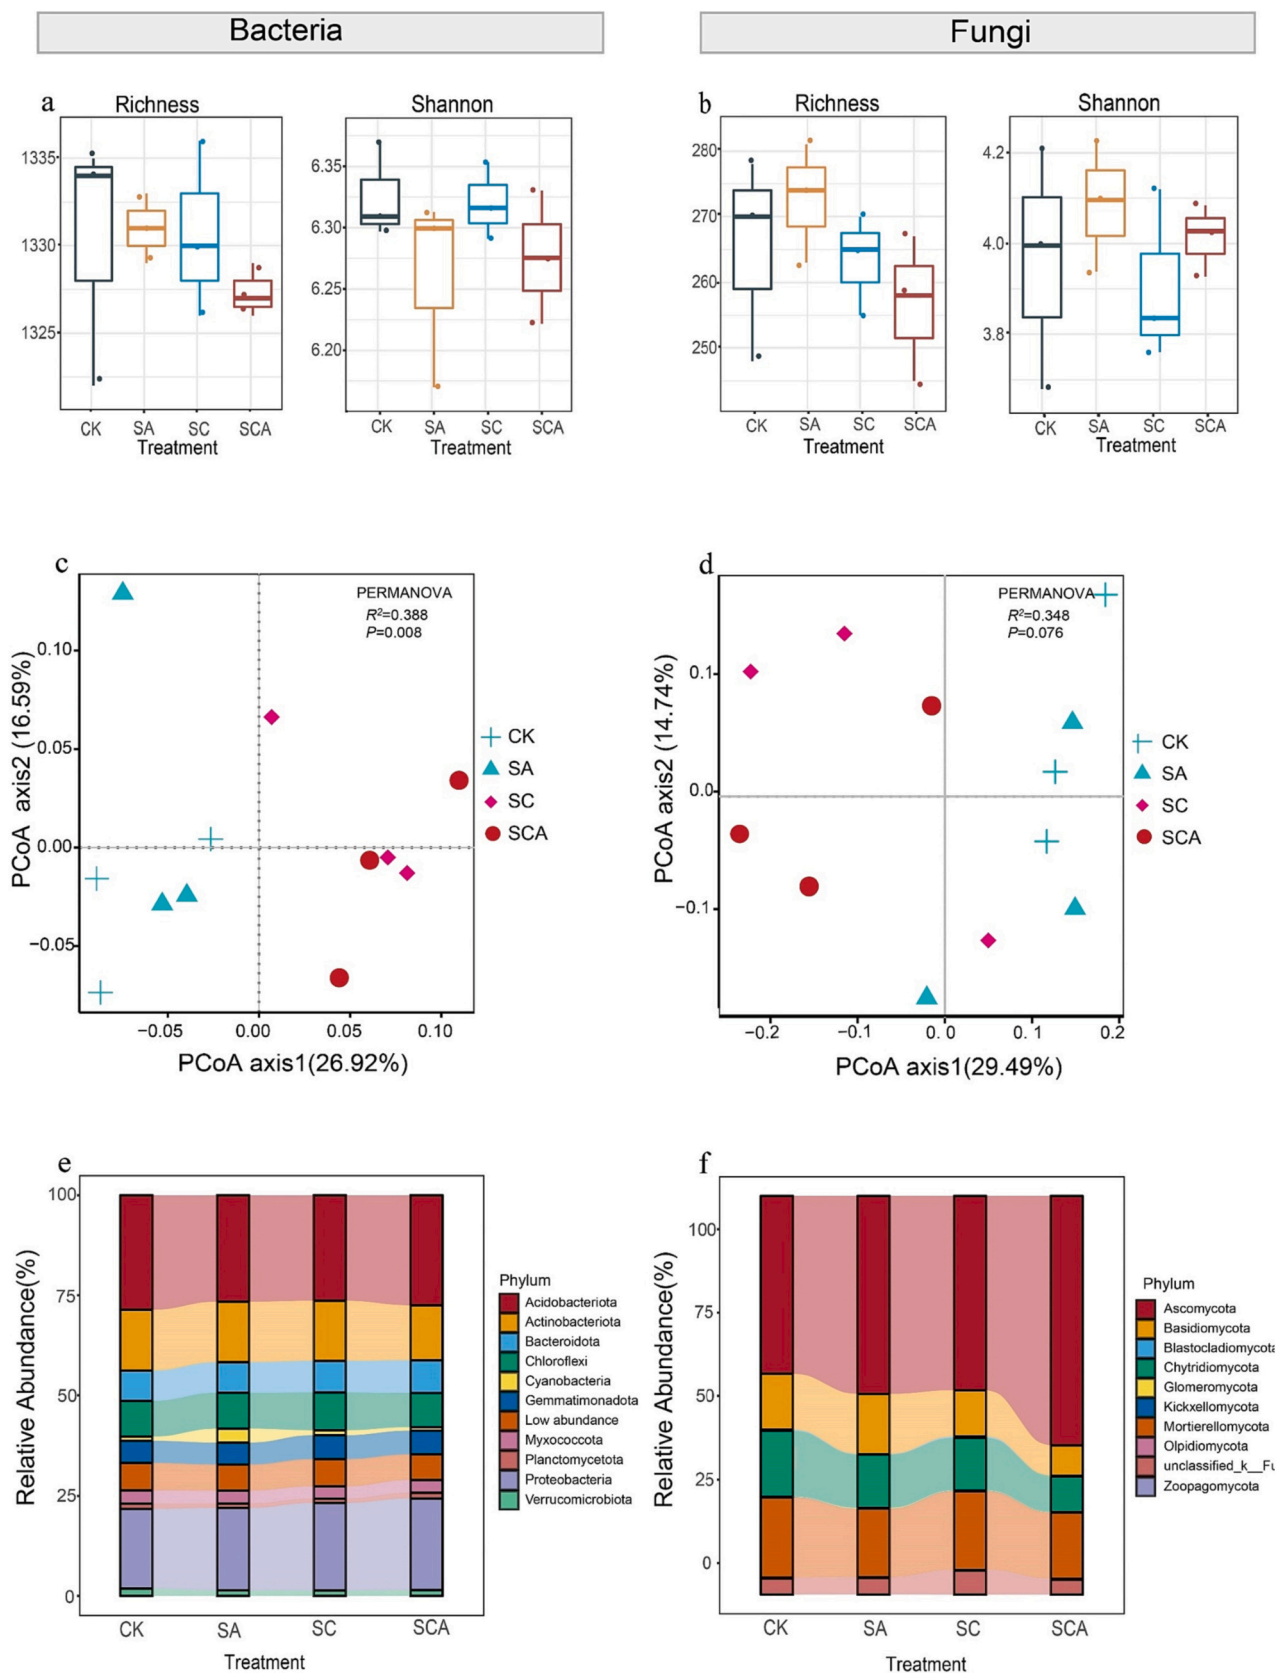 Bacteria
Fungi
a
Richness
Shannon
1335
1330
1325
6.35
6.30
6.25
6.20
CK SA SC SCA
Treatment
CK SA SC SCA
Treatment
b
Richness
Shannon
280
270
260
250
4.2
4.0
3.8
CK SA SC SCA
Treatment
CK SA SC SCA
Treatment
c
PERMANOVA
R²=0.388
P=0.008
PCoA axis2 (16.59%)
0.10
0.05
0.00
−0.05
−0.05 0.00 0.05 0.10
PCoA axis1(26.92%)
CK
SA
SC
SCA
d
PERMANOVA
R²=0.348
P=0.076
PCoA axis2 (14.74%)
0.1
0.0
−0.1
−0.2 −0.1 0.0 0.1 0.2
PCoA axis1(29.49%)
CK
SA
SC
SCA
e
Relative Abundance(%)
100
75
50
25
0
CK SA SC SCA
Treatment
Phylum
Acidobacteriota
Actinobacteriota
Bacteroidota
Chloroflexi
Cyanobacteria
Gemmatimonadota
Low abundance
Myxococcota
Planctomycetota
Proteobacteria
Verrucomicrobiota
f
Relative Abundance(%)
100
75
50
25
0
CK SA SC SCA
Treatment
Phylum
Ascomycota
Basidiomycota
Blastocladiomycota
Chytridiomycota
Glomeromycota
Kickxellomycota
Mortierellomycota
Olpidiomycota
unclassified_k__Fu
Zoopagomycota